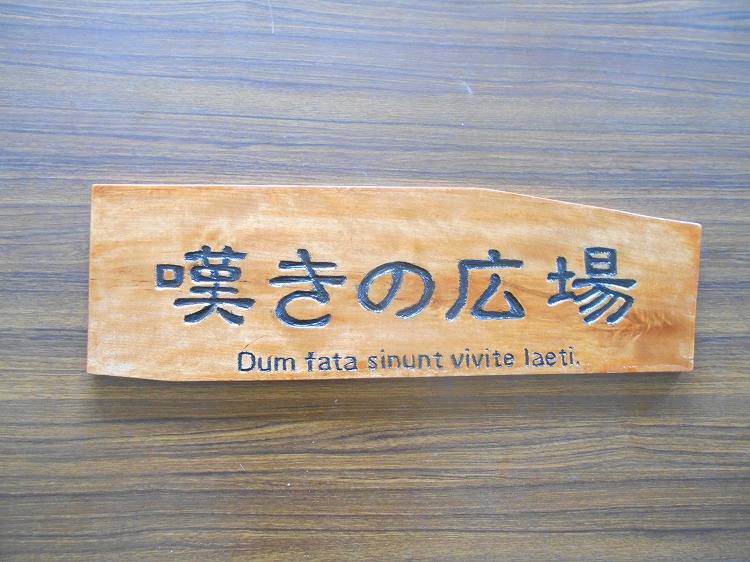 嘆きの広場
Dum fata sinunt vivite laeti.